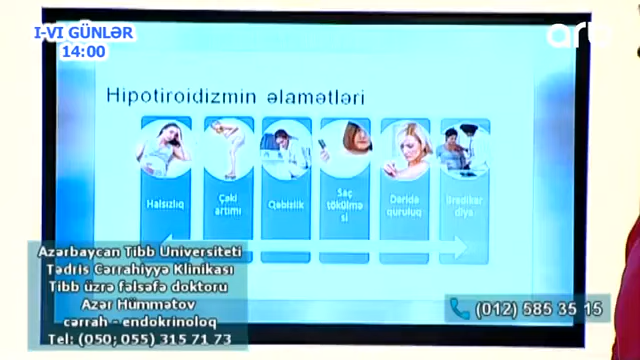 I-VI GÜNLƏR
14:00
arb
Hipotiroidizmin əlamətləri
Halsızlıq
Çəki
artımı
Qəbislik
Saç
tökülmə
si
Dəridə
quruluq
Bradikar
diya
Azərbaycan Tibb Universiteti
Tədris Cərrahiyyə Klinikası
Tibb üzrə fəlsəfə doktoru
Azər Hümmətov
cərrah - endokrinoloq
Tel: (050; 055) 315 71 73
(012) 585 35 15